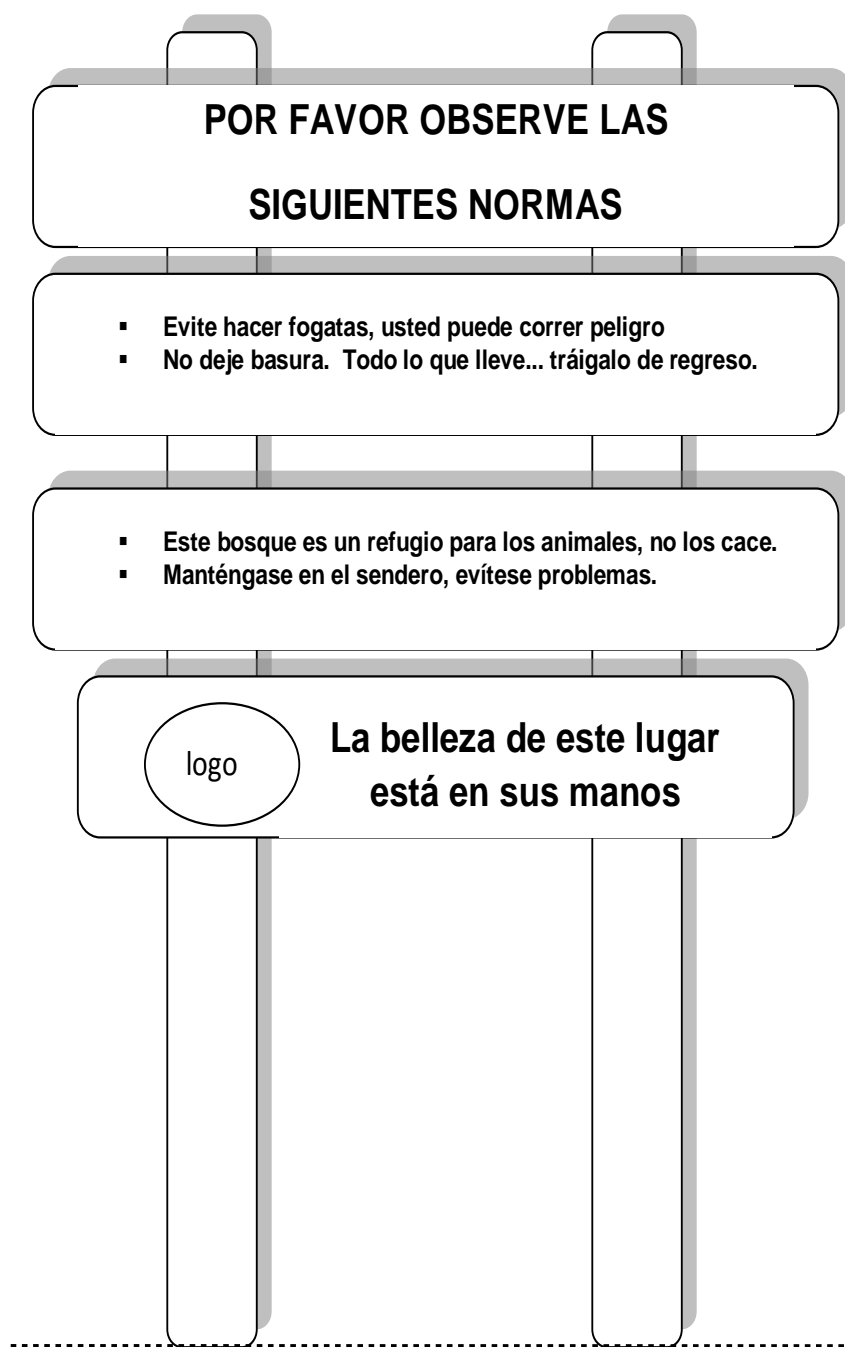 POR FAVOR OBSERVE LAS
SIGUIENTES NORMAS
▪ Evite hacer fogatas, usted puede correr peligro
▪ No deje basura.  Todo lo que lleve... tráigalo de regreso.
▪ Este bosque es un refugio para los animales, no los cace.
▪ Manténgase en el sendero, evítese problemas.
logo
La belleza de este lugar
está en sus manos